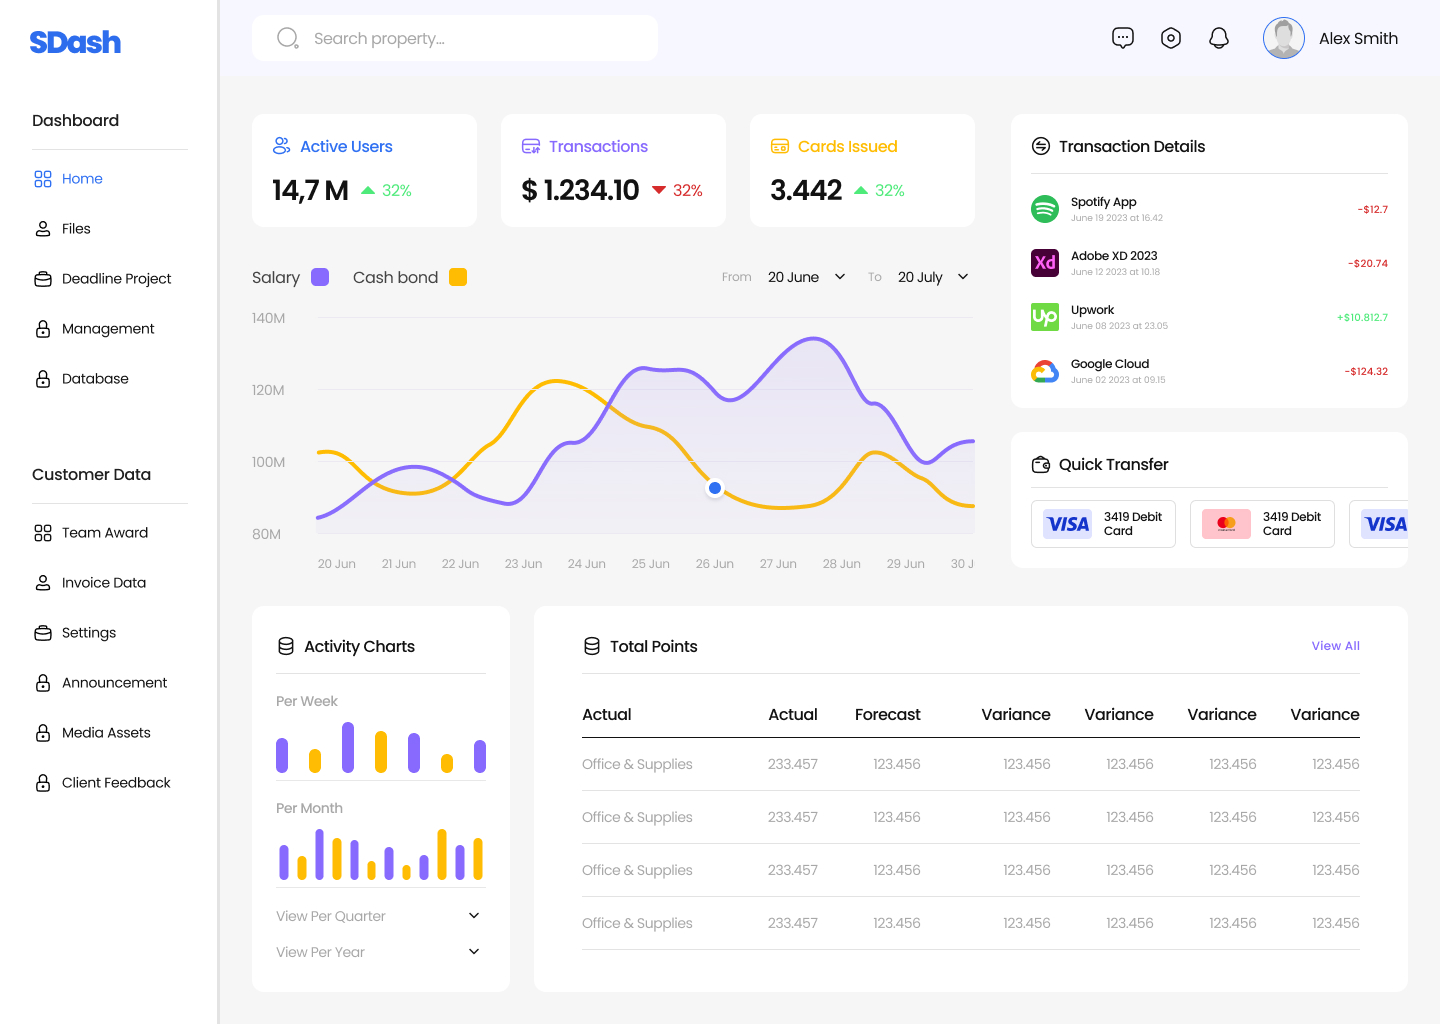 SDash
Search property...
Alex Smith
Dashboard
Home
Files
Deadline Project
Management
Database
Customer Data
Team Award
Invoice Data
Settings
Announcement
Media Assets
Client Feedback
Active Users
14,7 M 32%
Transactions
$ 1.234.10 32%
Cards Issued
3.442 32%
Salary Cash bond From 20 June To 20 July
140M
120M
100M
80M
20 Jun 21 Jun 22 Jun 23 Jun 24 Jun 25 Jun 26 Jun 27 Jun 28 Jun 29 Jun 30 J
Transaction Details
Spotify App
June 19 2023 at 16.42
-$12.7
Xd
Adobe XD 2023
June 12 2023 at 10.18
-$20.74
Up
Upwork
June 08 2023 at 23.05
+$10.812.7
Google Cloud
June 02 2023 at 09.15
-$124.32
Quick Transfer
VISA
3419 Debit
Card
3419 Debit
Card
VISA
Activity Charts
Per Week
Per Month
View Per Quarter
View Per Year
Total Points View All
Actual Actual Forecast Variance Variance Variance Variance
Office & Supplies 233.457 123.456 123.456 123.456 123.456 123.456
Office & Supplies 233.457 123.456 123.456 123.456 123.456 123.456
Office & Supplies 233.457 123.456 123.456 123.456 123.456 123.456
Office & Supplies 233.457 123.456 123.456 123.456 123.456 123.456